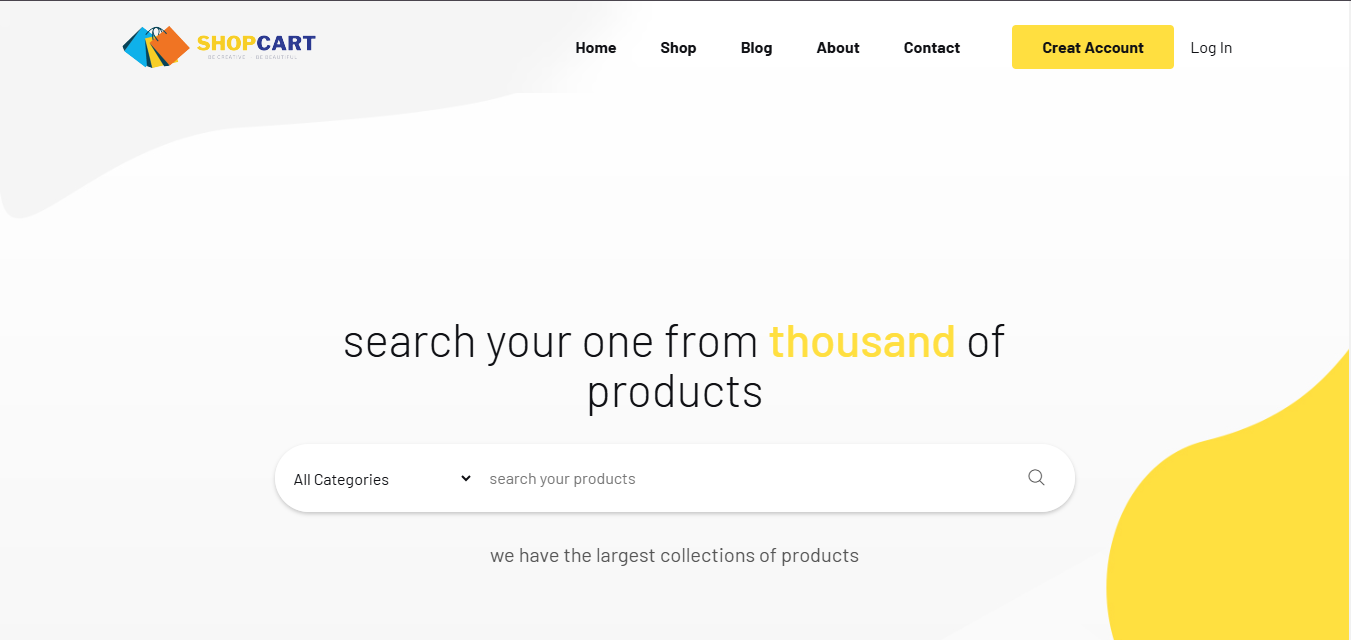 SHOPCART
BE CREATIVE BE BEAUTIFUL
Home Shop Blog About Contact Creat Account Log In
search your one from thousand of
products
All Categories search your products
we have the largest collections of products